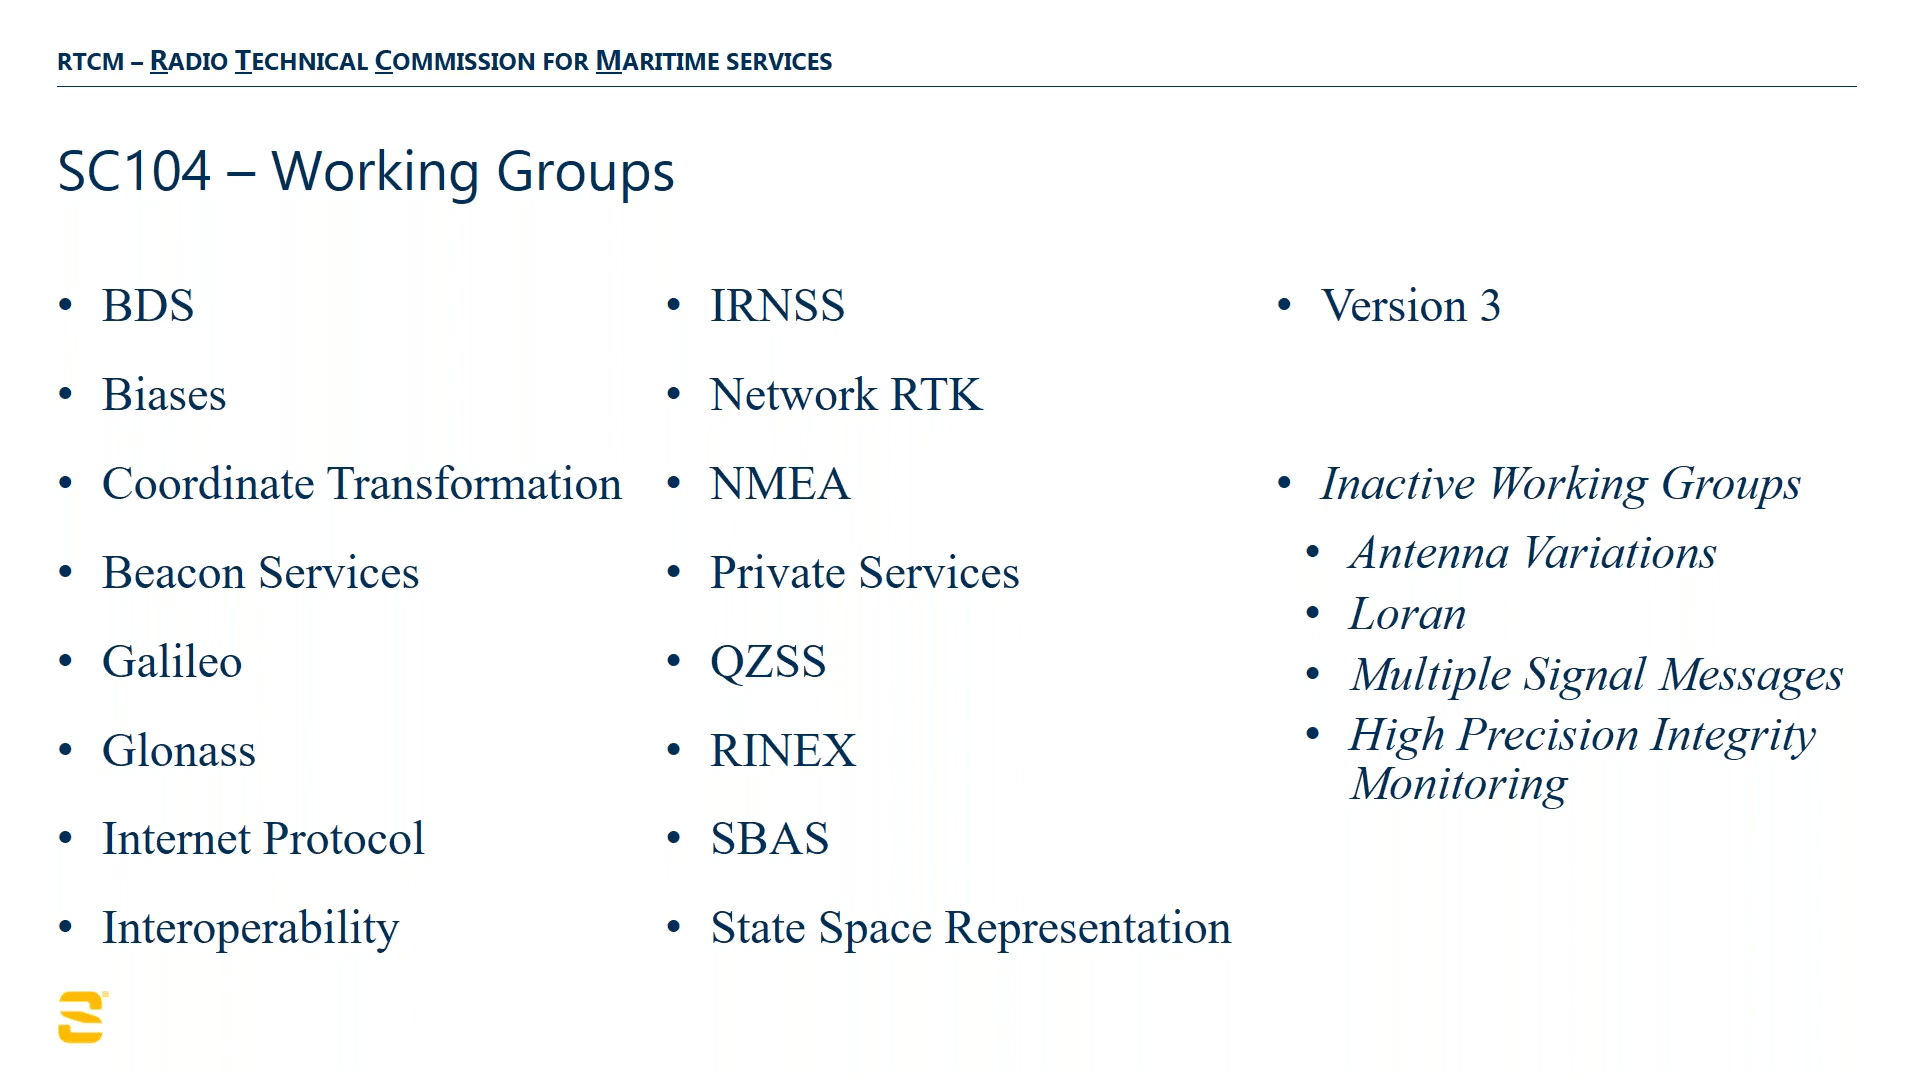 RTCM – RADIO TECHNICAL COMMISSION FOR MARITIME SERVICES
SC104 – Working Groups
• BDS
• Biases
• Coordinate Transformation
• Beacon Services
• Galileo
• Glonass
• Internet Protocol
• Interoperability
• IRNSS
• Network RTK
• NMEA
• Private Services
• QZSS
• RINEX
• SBAS
• State Space Representation
• Version 3
• Inactive Working Groups
• Antenna Variations
• Loran
• Multiple Signal Messages
• High Precision Integrity
Monitoring